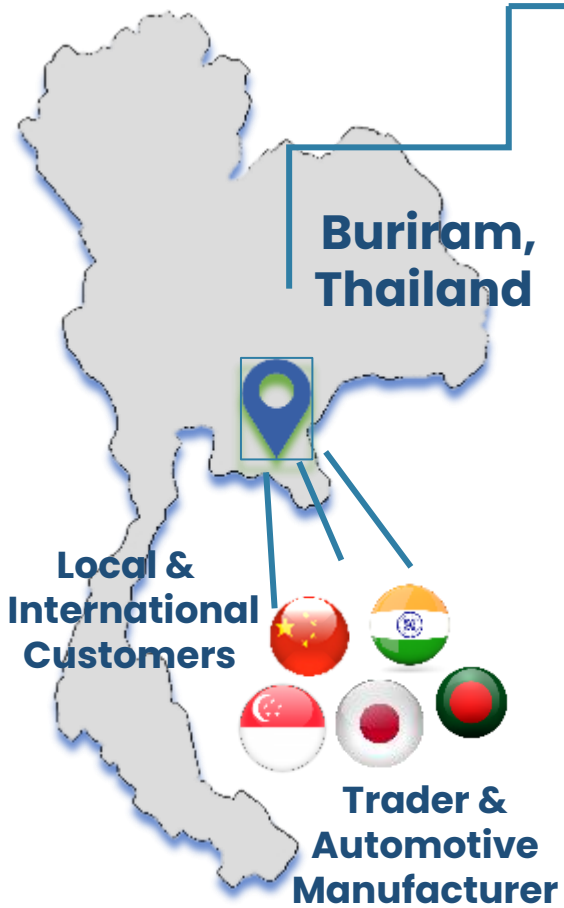 Buriram,
Thailand
Local &
International
Customers
Trader &
Automotive
Manufacturer